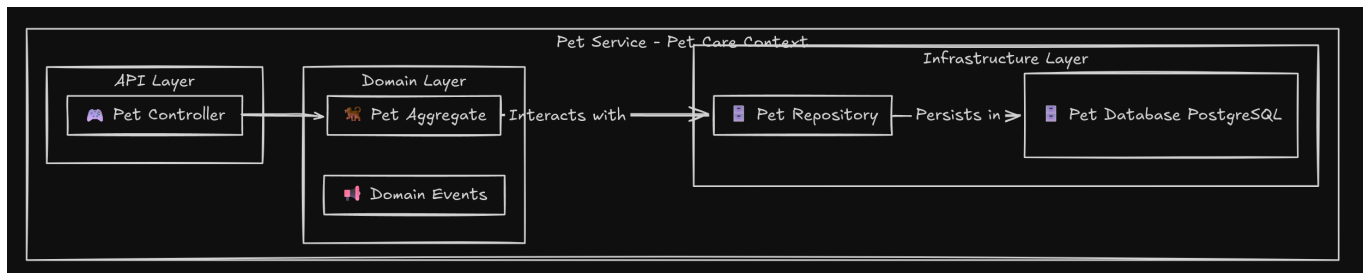 Pet Service - Pet Care Context
API Layer
Pet Controller
Domain Layer
Pet Aggregate
Domain Events
Interacts with
Infrastructure Layer
Pet Repository
Persists in
Pet Database PostgreSQL